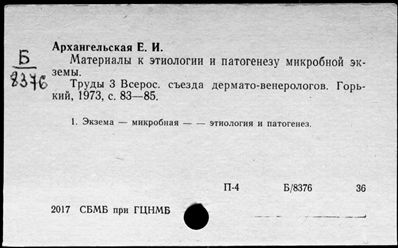 Архангельская Е. И.
Материалы к этиологии и патогенезу микробной эк-
земы.
Труды 3 Всерос. съезда дермато-венерологов. Горь-
кий, 1973, с. 83—85.
Б
8376
1. Экзема — микробная — — этиология и патогенез.
П-4 Б/8376 36
2017 СБМБ при ГЦНМБ